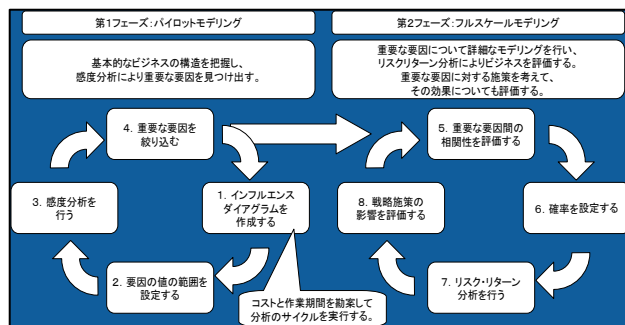 第1フェーズ：パイロットモデリング
第2フェーズ：フルスケールモデリング
基本的なビジネスの構造を把握し、
感度分析により重要な要因を見つけ出す。
重要な要因について詳細なモデリングを行い、
リスクリターン分析によりビジネスを評価する。
重要な要因に対する施策を考えて、
その効果についても評価する。
4. 重要な要因を
絞り込む
5. 重要な要因間の
相関性を評価する
3. 感度分析を
行う
1. インフルエンス
ダイアグラムを
作成する
8. 戦略施策の
影響を評価する
6. 確率を設定する
2. 要因の値の範囲を
設定する
7. リスク・リターン
分析を行う
コストと作業期間を勘案して
分析のサイクルを実行する。